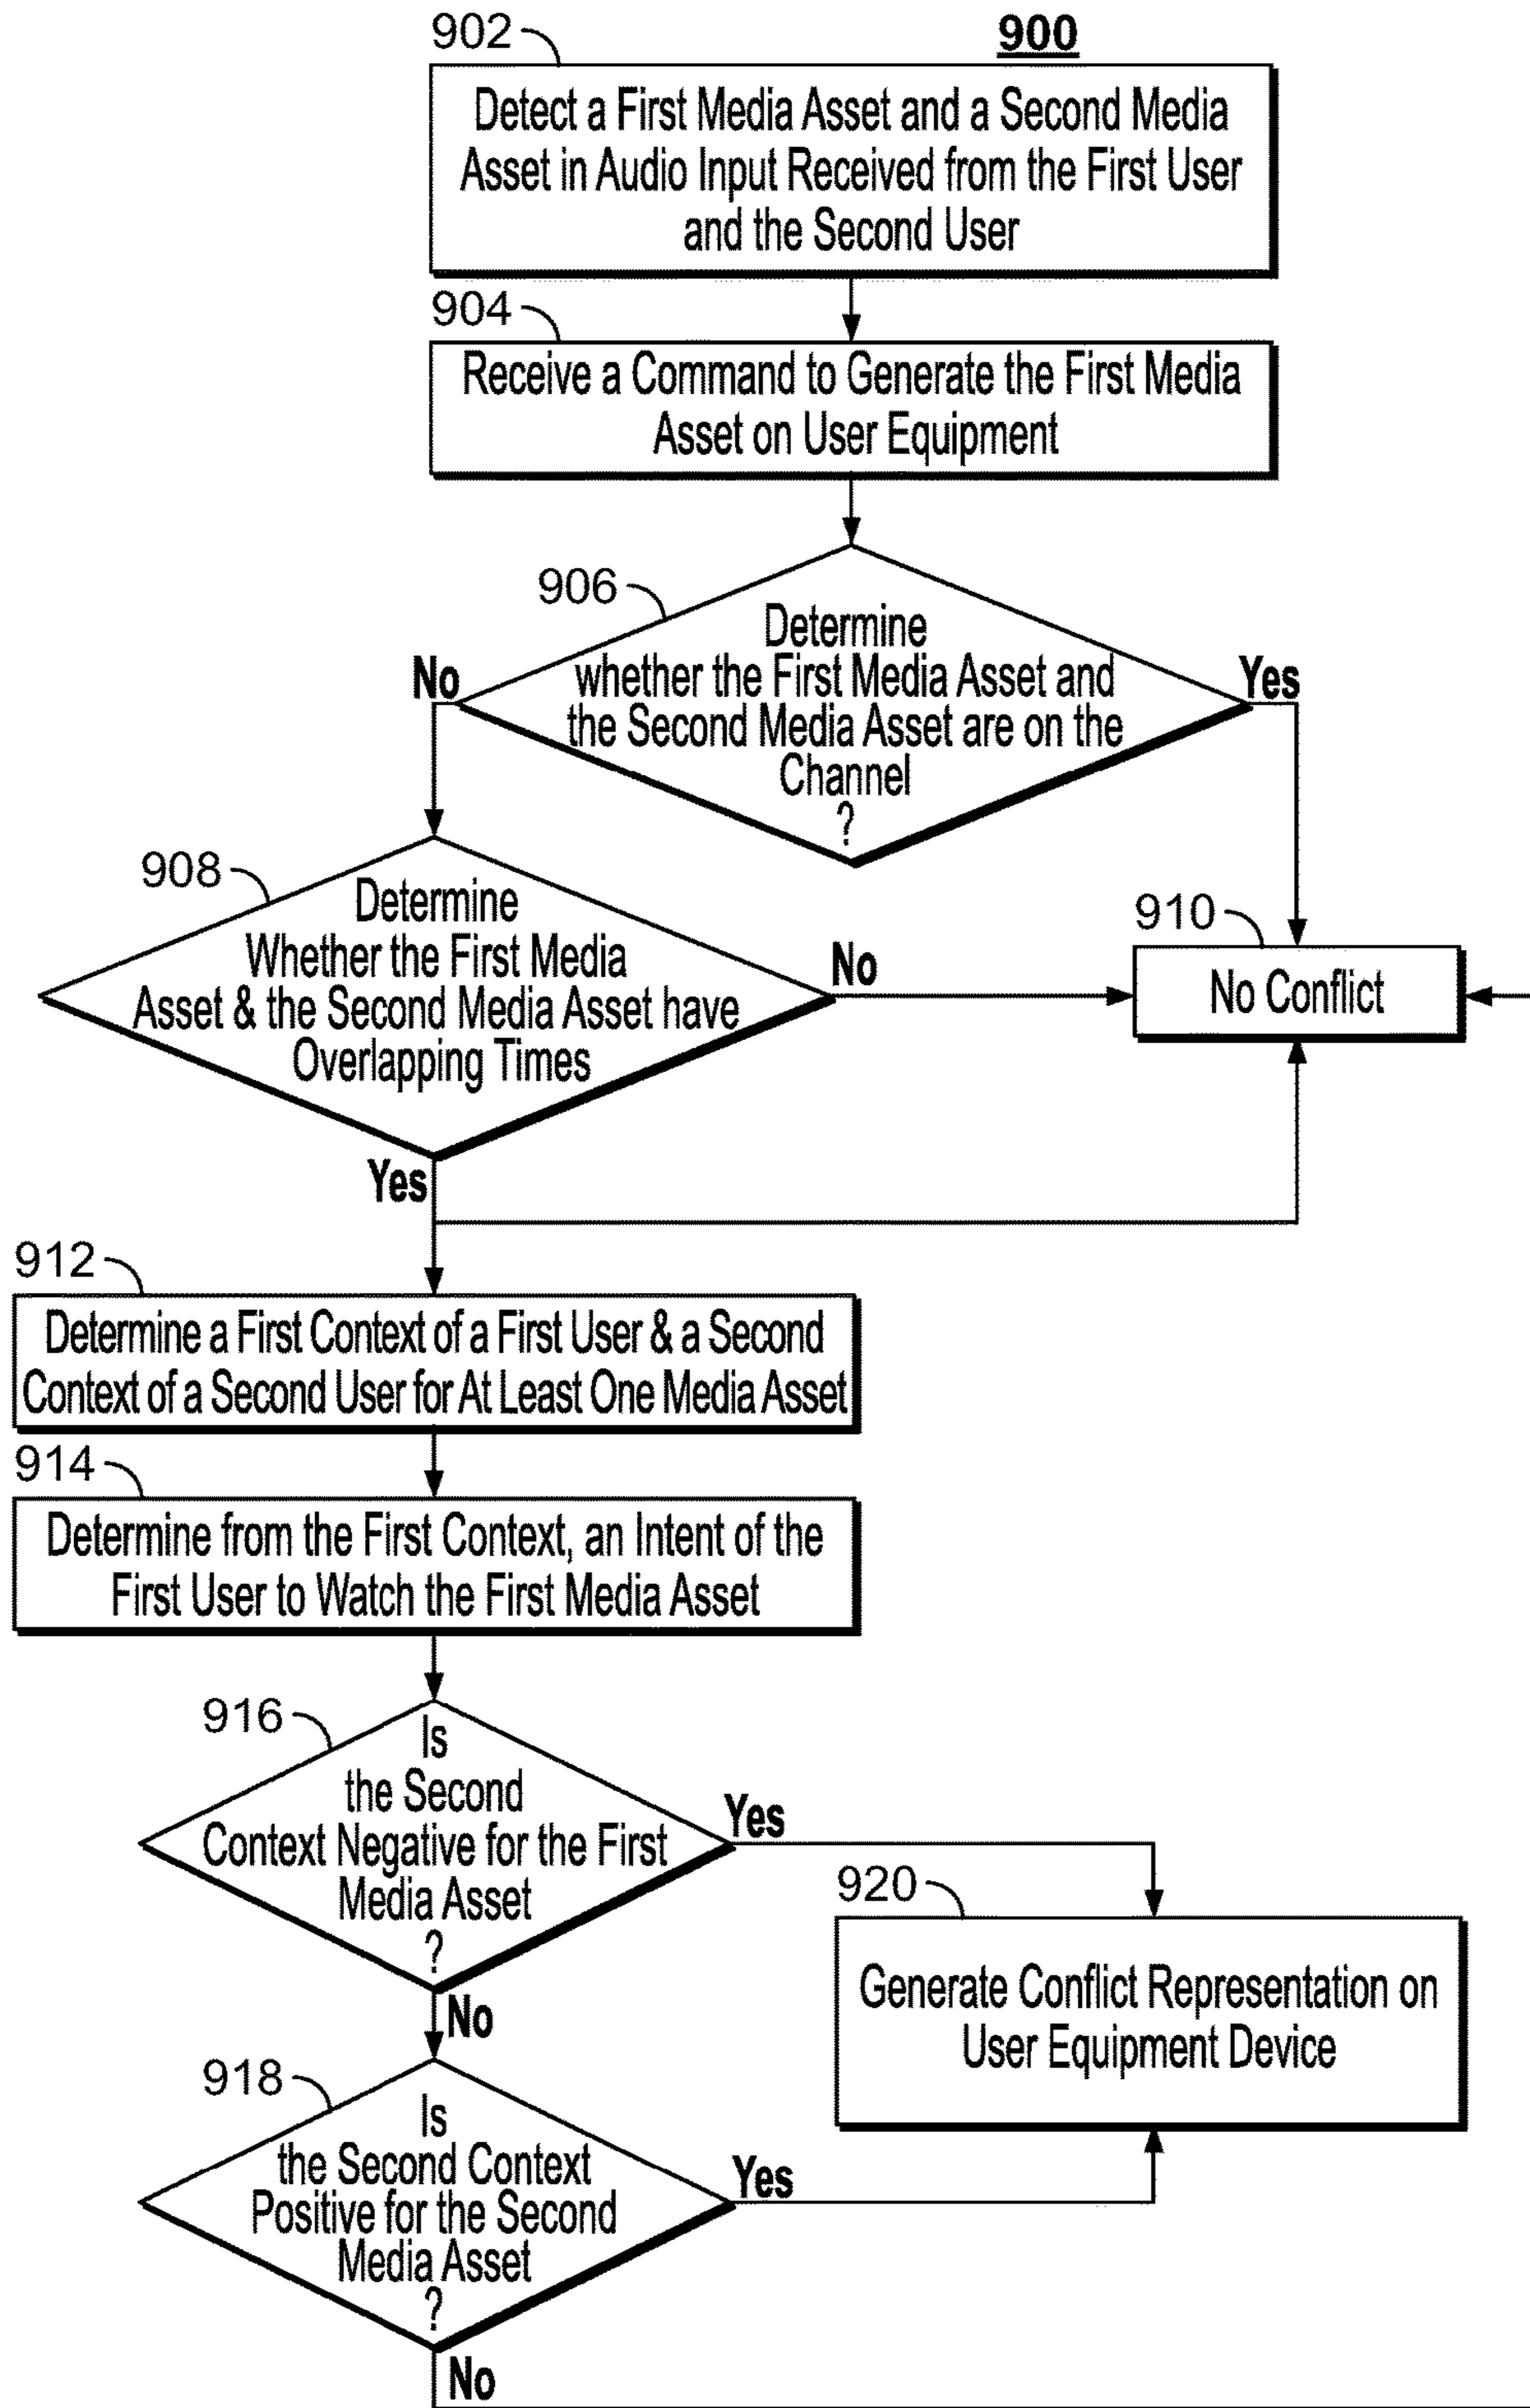 902
900
Detect a First Media Asset and a Second Media
Asset in Audio Input Received from the First User
and the Second User
904
Receive a Command to Generate the First Media
Asset on User Equipment
906
Determine
whether the First Media Asset and
the Second Media Asset are on the
Channel
?
No
Yes
908
Determine
Whether the First Media
Asset & the Second Media Asset have
Overlapping Times
No
Yes
910
No Conflict
912
Determine a First Context of a First User & a Second
Context of a Second User for At Least One Media Asset
914
Determine from the First Context, an Intent of the
First User to Watch the First Media Asset
916
Is
the Second
Context Negative for the First
Media Asset
?
Yes
No
920
Generate Conflict Representation on
User Equipment Device
918
Is
the Second Context
Positive for the Second
Media Asset
?
Yes
No